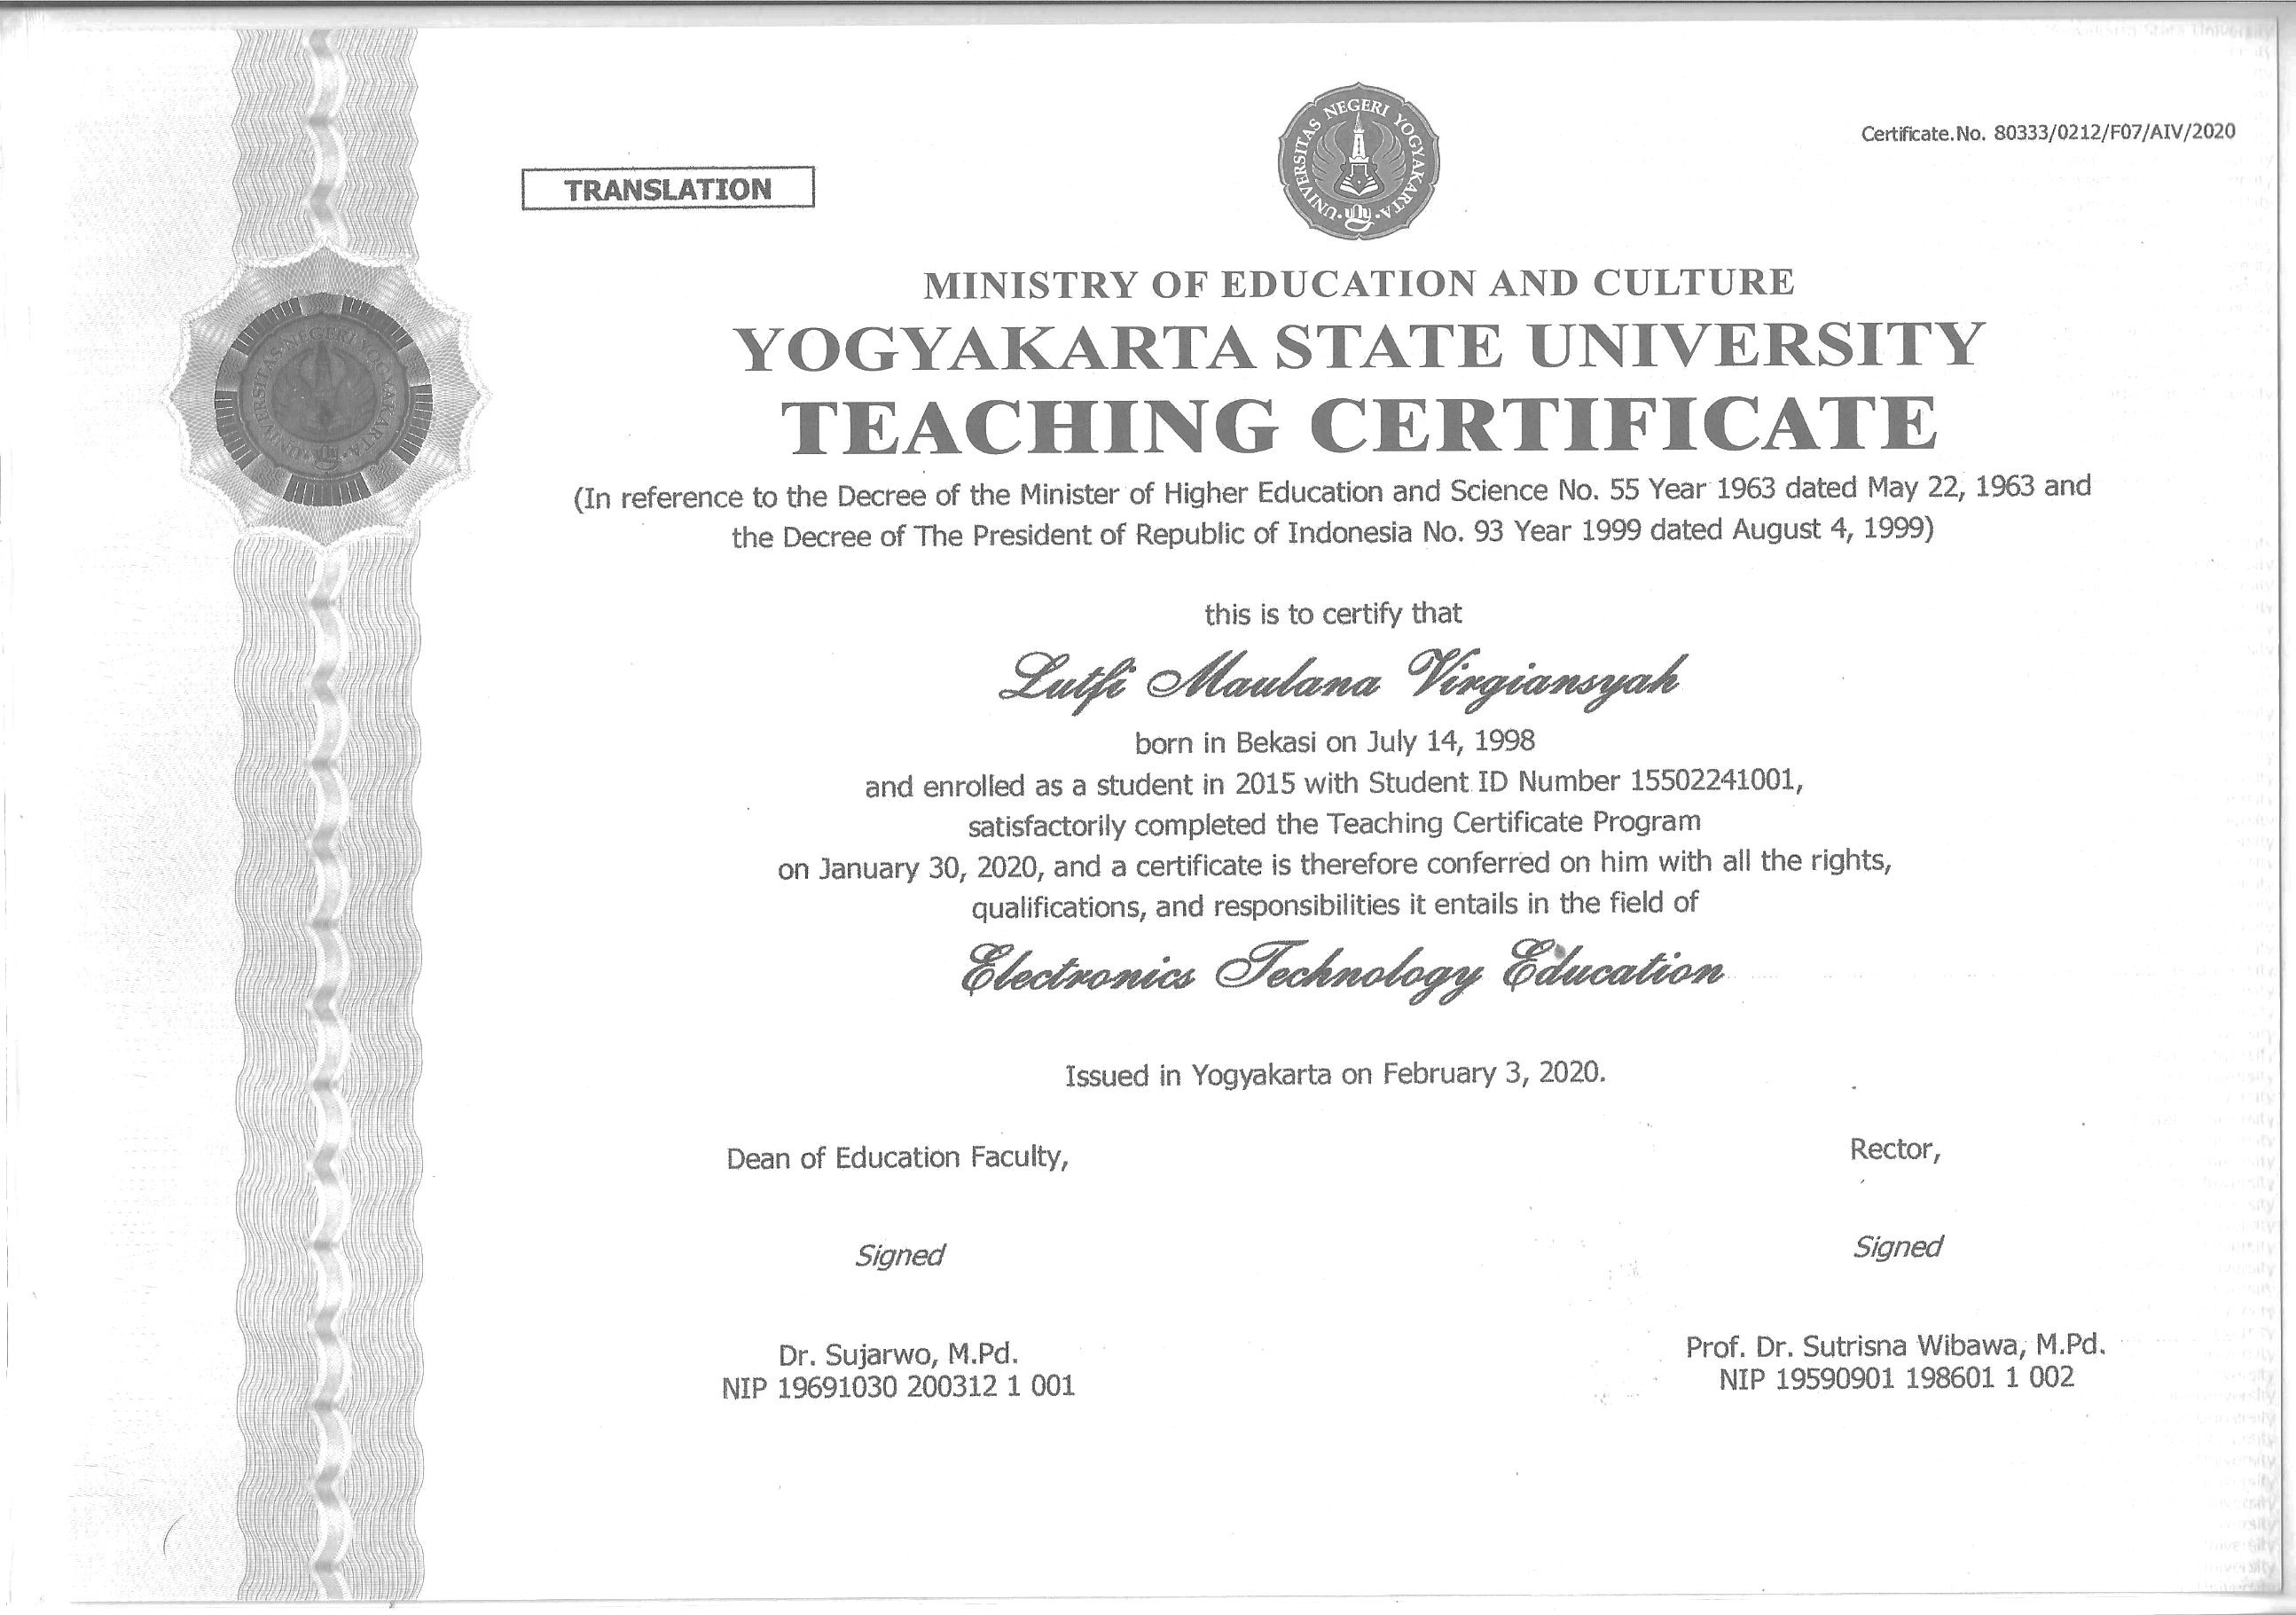 Certificate.No. 80333/0212/F07/AIV/2020
UNIVERSITAS NEGERI YOGYAKARTA
TRANSLATION
MINISTRY OF EDUCATION AND CULTURE
YOGYAKARTA STATE UNIVERSITY
TEACHING CERTIFICATE
(In reference to the Decree of the Minister of Higher Education and Science No. 55 Year 1963 dated May 22, 1963 and
the Decree of The President of Republic of Indonesia No. 93 Year 1999 dated August 4, 1999)
UNIVERSITAS NEGERI YOGYAKARTA
this is to certify that
Lutfi Maulana Virgiansyah
born in Bekasi on July 14, 1998
and enrolled as a student in 2015 with Student ID Number 15502241001,
satisfactorily completed the Teaching Certificate Program
on January 30, 2020, and a certificate is therefore conferred on him with all the rights,
qualifications, and responsibilities it entails in the field of
Electronics Technology Education
Issued in Yogyakarta on February 3, 2020.
Dean of Education Faculty,
Signed
Dr. Sujarwo, M.Pd.
NIP 19691030 200312 1 001
Rector,
Signed
Prof. Dr. Sutrisna Wibawa, M.Pd.
NIP 19590901 198601 1 002